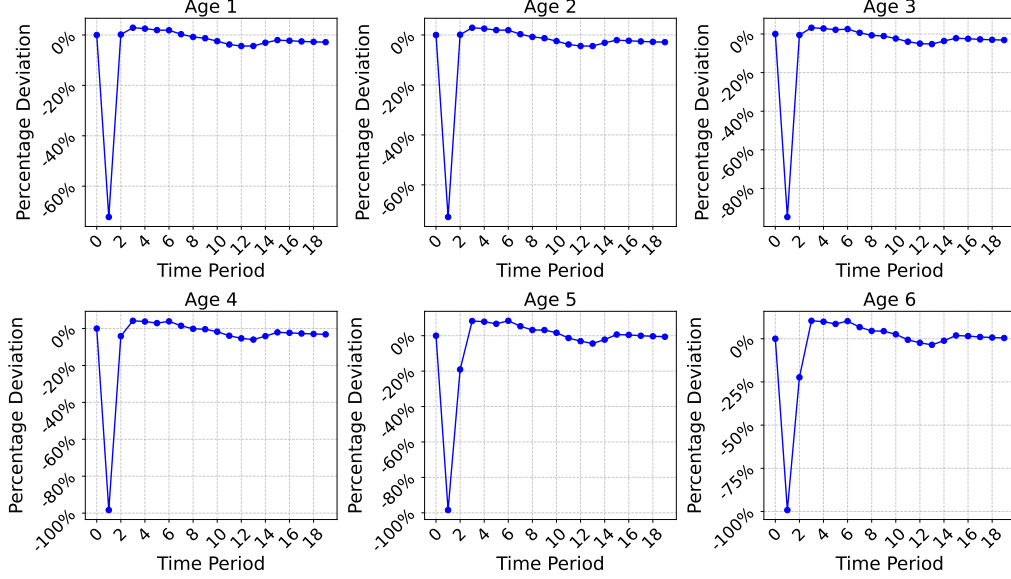 Age 1
Percentage Deviation
0%
-20%
-40%
-60%
0 2 4 6 8 10 12 14 16 18
Time Period
Age 2
Percentage Deviation
0%
-20%
-40%
-60%
0 2 4 6 8 10 12 14 16 18
Time Period
Age 3
Percentage Deviation
0%
-20%
-40%
-60%
-80%
0 2 4 6 8 10 12 14 16 18
Time Period
Age 4
Percentage Deviation
0%
-20%
-40%
-60%
-80%
-100%
0 2 4 6 8 10 12 14 16 18
Time Period
Age 5
Percentage Deviation
0%
-20%
-40%
-60%
-80%
-100%
0 2 4 6 8 10 12 14 16 18
Time Period
Age 6
Percentage Deviation
0%
-25%
-50%
-75%
-100%
0 2 4 6 8 10 12 14 16 18
Time Period